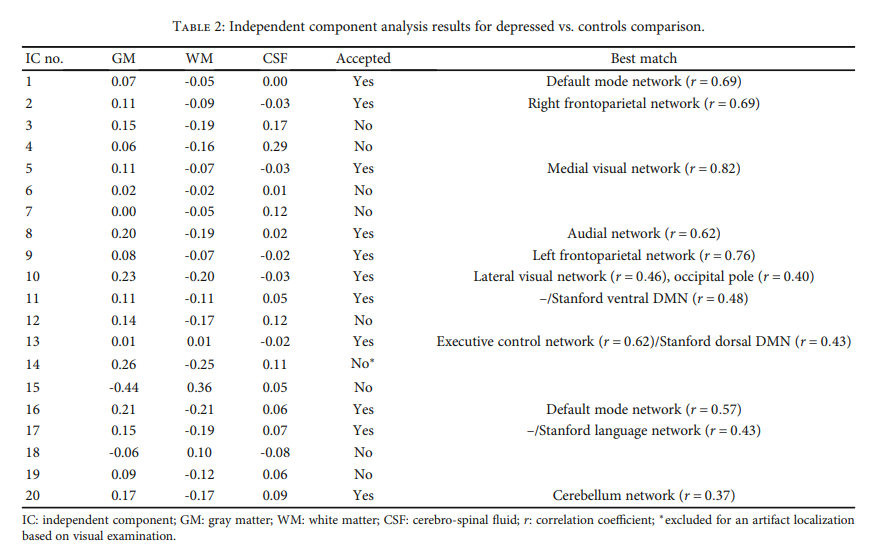 TABLE 2: Independent component analysis results for depressed vs. controls comparison.
IC no. GM WM CSF Accepted Best match
1 0.07 -0.05 0.00 Yes Default mode network (r = 0.69)
2 0.11 -0.09 -0.03 Yes Right frontoparietal network (r = 0.69)
3 0.15 -0.19 0.17 No
4 0.06 -0.16 0.29 No
5 0.11 -0.07 -0.03 Yes Medial visual network (r = 0.82)
6 0.02 -0.02 0.01 No
7 0.00 -0.05 0.12 No
8 0.20 -0.19 0.02 Yes Audial network (r = 0.62)
9 0.08 -0.07 -0.02 Yes Left frontoparietal network (r = 0.76)
10 0.23 -0.20 -0.03 Yes Lateral visual network (r = 0.46), occipital pole (r = 0.40)
11 0.11 -0.11 0.05 Yes –/Stanford ventral DMN (r = 0.48)
12 0.14 -0.17 0.12 No
13 0.01 0.01 -0.02 Yes Executive control network (r = 0.62)/Stanford dorsal DMN (r = 0.43)
14 0.26 -0.25 0.11 No*
15 -0.44 0.36 0.05 No
16 0.21 -0.21 0.06 Yes Default mode network (r = 0.57)
17 0.15 -0.19 0.07 Yes –/Stanford language network (r = 0.43)
18 -0.06 0.10 -0.08 No
19 0.09 -0.12 0.06 No
20 0.17 -0.17 0.09 Yes Cerebellum network (r = 0.37)
IC: independent component; GM: gray matter; WM: white matter; CSF: cerebro-spinal fluid; r: correlation coefficient; *excluded for an artifact localization
based on visual examination.